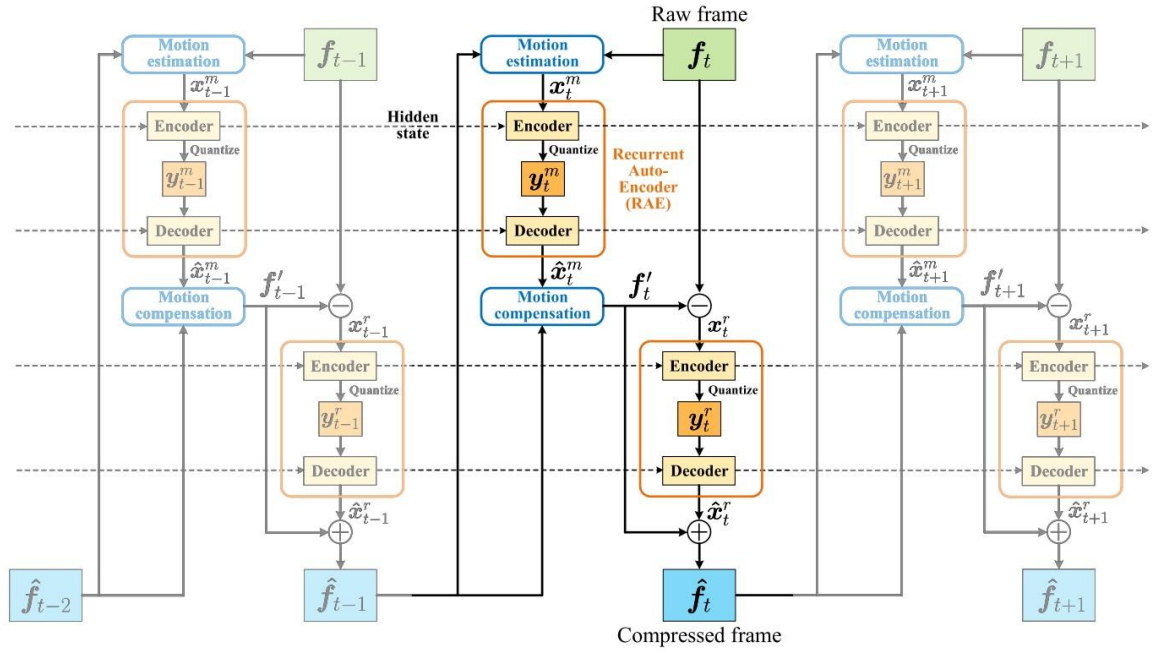 Raw frame
Motion estimation
f_{t−1}
Motion estimation
f_t
Motion estimation
f_{t+1}
x^m_{t−1}
x^m_t
x^m_{t+1}
Hidden state
Encoder
Encoder
Encoder
Quantize
Quantize
Quantize
y^m_{t−1}
y^m_t
y^m_{t+1}
Recurrent
Auto-
Encoder
(RAE)
Decoder
Decoder
Decoder
x̂^m_{t−1}
x̂^m_t
x̂^m_{t+1}
Motion compensation
f′_{t−1}
−
Motion compensation
f′_t
−
Motion compensation
f′_{t+1}
−
x^r_{t−1}
x^r_t
x^r_{t+1}
Encoder
Encoder
Encoder
Quantize
Quantize
Quantize
y^r_{t−1}
y^r_t
y^r_{t+1}
Decoder
Decoder
Decoder
x̂^r_{t−1}
x̂^r_t
x̂^r_{t+1}
+
+
+
f̂_{t−2}
f̂_{t−1}
f̂_t
f̂_{t+1}
Compressed frame